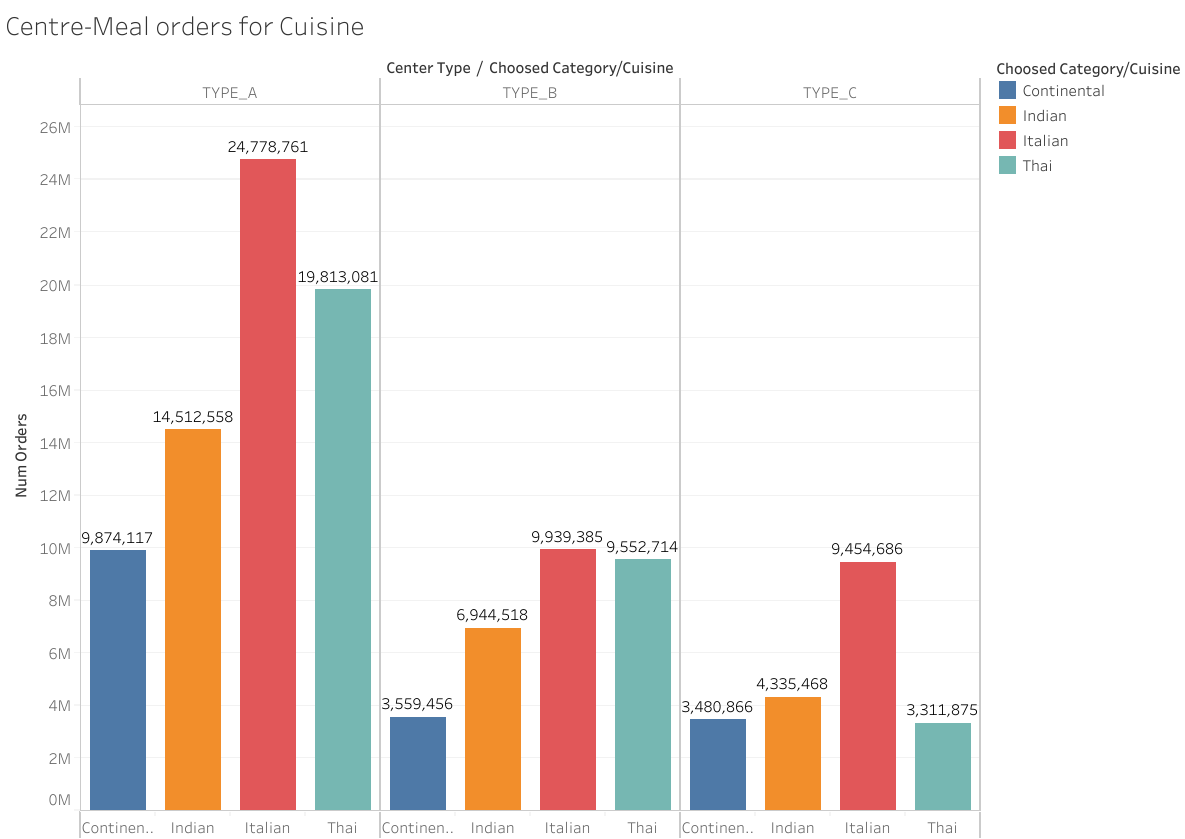 Centre-Meal orders for Cuisine
Center Type / Choosed Category/Cuisine
Choosed Category/Cuisine
Continental
Indian
Italian
Thai
TYPE_A
TYPE_B
TYPE_C
Num Orders
26M
24M
22M
20M
18M
16M
14M
12M
10M
8M
6M
4M
2M
0M
9,874,117
14,512,558
24,778,761
19,813,081
3,559,456
6,944,518
9,939,385
9,552,714
3,480,866
4,335,468
9,454,686
3,311,875
Continen.. Indian Italian Thai Continen.. Indian Italian Thai Continen.. Indian Italian Thai